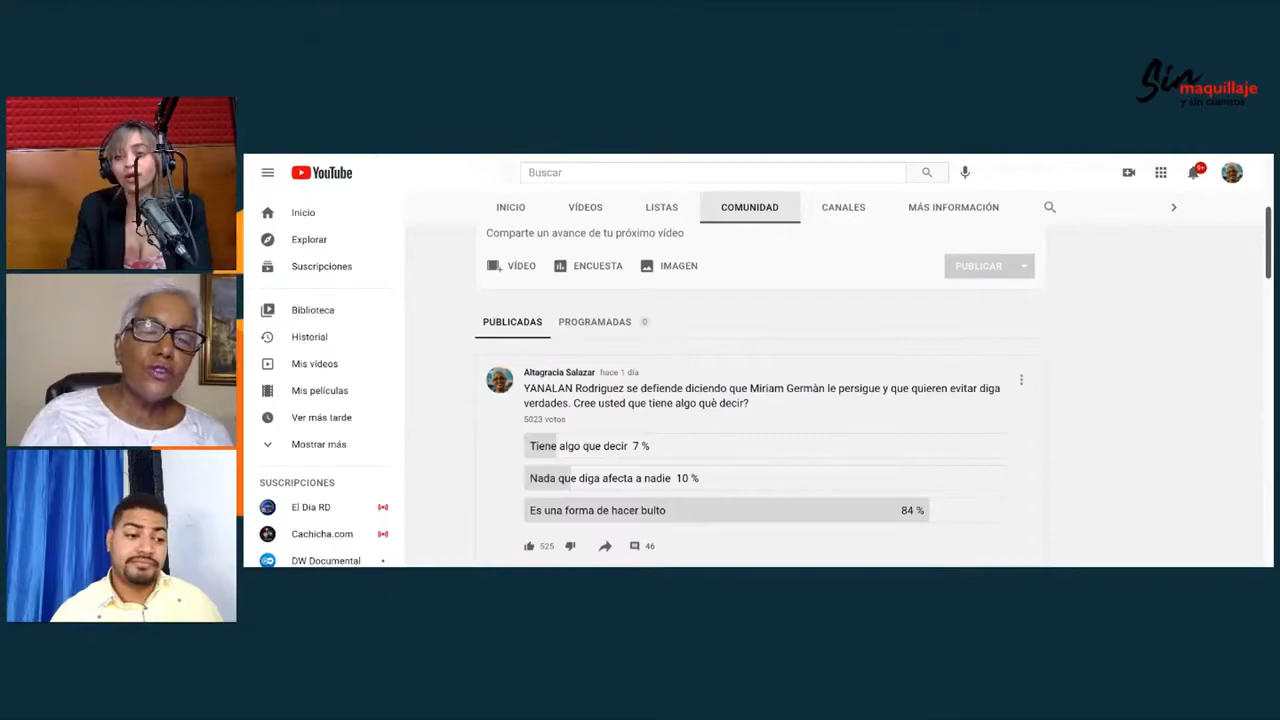 Sin
maquillaje
y sin cuentos
YouTube
Buscar
9+
INICIO VÍDEOS LISTAS COMUNIDAD CANALES MÁS INFORMACIÓN
Inicio
Explorar
Suscripciones
Biblioteca
Historial
Mis vídeos
Mis películas
Ver más tarde
Mostrar más
SUSCRIPCIONES
El Dia RD
Cachicha.com
DW Documental
Comparte un avance de tu próximo vídeo
VÍDEO ENCUESTA IMAGEN PUBLICAR
PUBLICADAS PROGRAMADAS 0
Altagracia Salazar hace 1 día
YANALAN Rodriguez se defiende diciendo que Miriam Germàn le persigue y que quieren evitar diga
verdades. Cree usted que tiene algo què decir?
5023 votos
Tiene algo que decir 7 %
Nada que diga afecta a nadie 10 %
Es una forma de hacer bulto 84 %
525 46